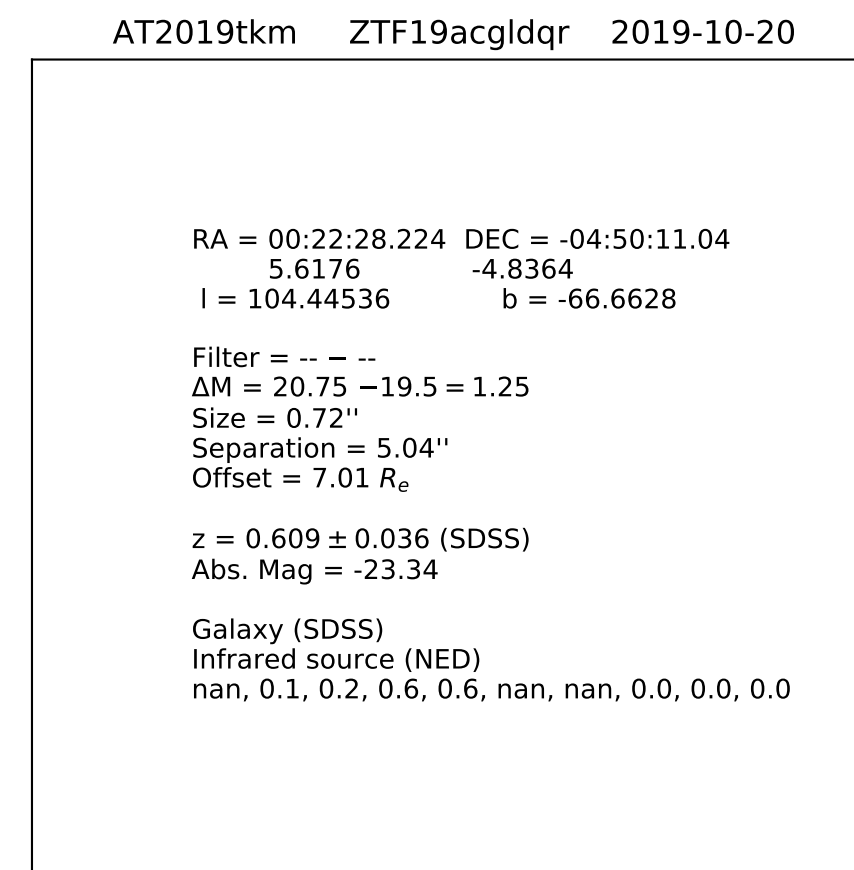 AT2019tkm ZTF19acgldqr 2019-10-20
RA = 00:22:28.224 DEC = -04:50:11.04
5.6176 -4.8364
l = 104.44536 b = -66.6628
Filter = -- − --
ΔM = 20.75 −19.5 = 1.25
Size = 0.72''
Separation = 5.04''
Offset = 7.01 Rₑ
z = 0.609 ± 0.036 (SDSS)
Abs. Mag = -23.34
Galaxy (SDSS)
Infrared source (NED)
nan, 0.1, 0.2, 0.6, 0.6, nan, nan, 0.0, 0.0, 0.0